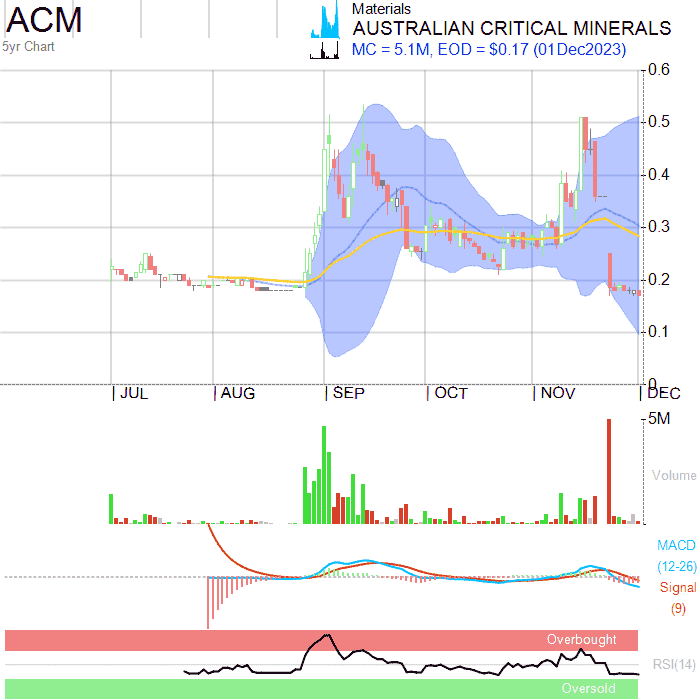 ACM
5yr Chart
Materials
AUSTRALIAN CRITICAL MINERALS
MC = 5.1M, EOD = $0.17 (01Dec2023)
0.6
0.5
0.4
0.3
0.2
0.1
0
JUL AUG SEP OCT NOV DEC
5M
Volume
MACD
(12-26)
Signal
(9)
Overbought
RSI(14)
Oversold